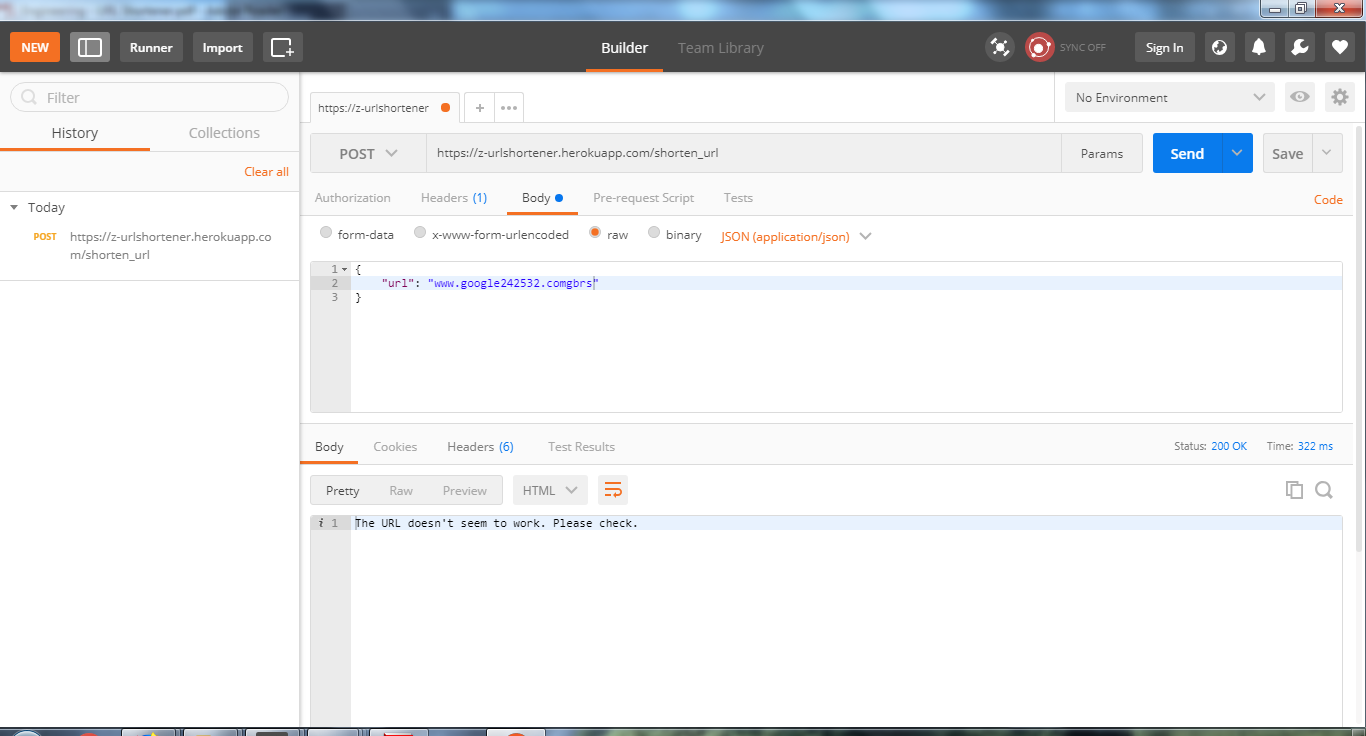 NEW
Runner
Import
Builder
Team Library
SYNC OFF
Sign In
Filter
History
Collections
Clear all
Today
POST https://z-urlshortener.herokuapp.co
m/shorten_url
https://z-urlshortener
No Environment
POST
https://z-urlshortener.herokuapp.com/shorten_url
Params
Send
Save
Authorization
Headers (1)
Body
Pre-request Script
Tests
Code
form-data
x-www-form-urlencoded
raw
binary
JSON (application/json)
1 {
2 "url": "www.google242532.comgbrs"
3 }
Body
Cookies
Headers (6)
Test Results
Status: 200 OK
Time: 322 ms
Pretty
Raw
Preview
HTML
i 1 The URL doesn't seem to work. Please check.